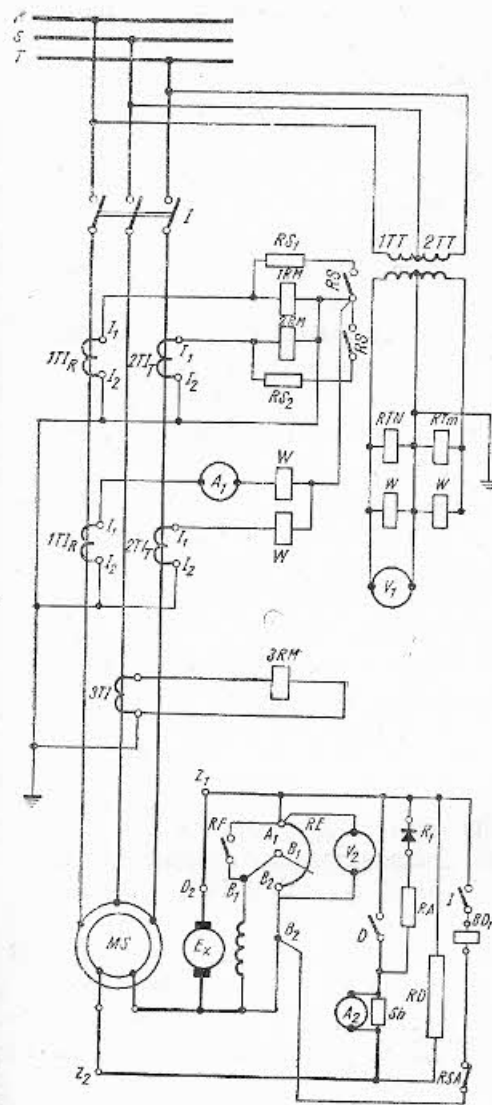 R
S
T
I
1TT 2TT
RS1
1RM
RS
2RM
RS
RS2
1TIR I1
I2
2TIT I1
I2
RTN RTm
W W
V1
A1 W
W
1TIR I1
I2
2TIT I1
I2
3RM
3TI
Z1
RF A1 RE
B1
B2
V2
R1
D2 B1
I
BD1
D RA
MS Ex B2
A2 Sh RD
RSA
Z2